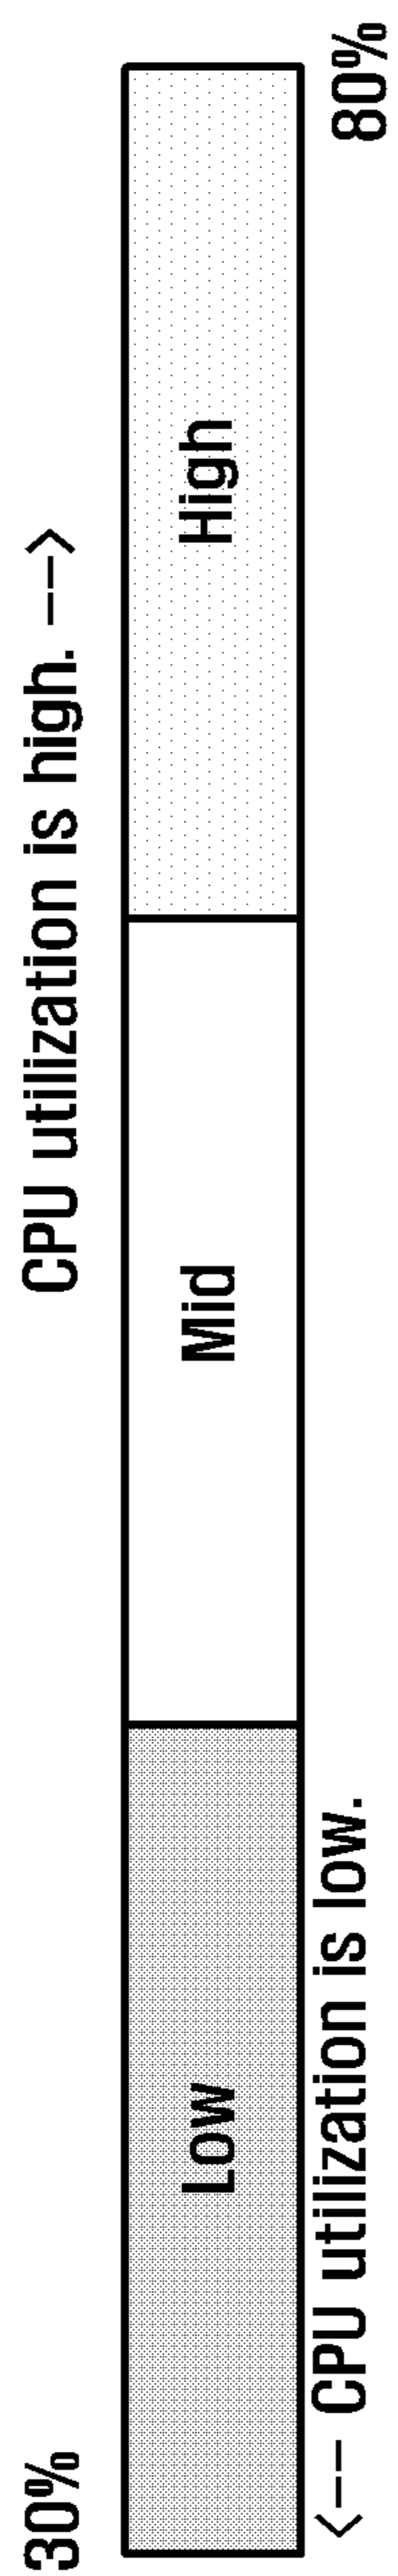 30%
CPU utilization is high. -->
Low
Mid
High
<-- CPU utilization is low.
80%